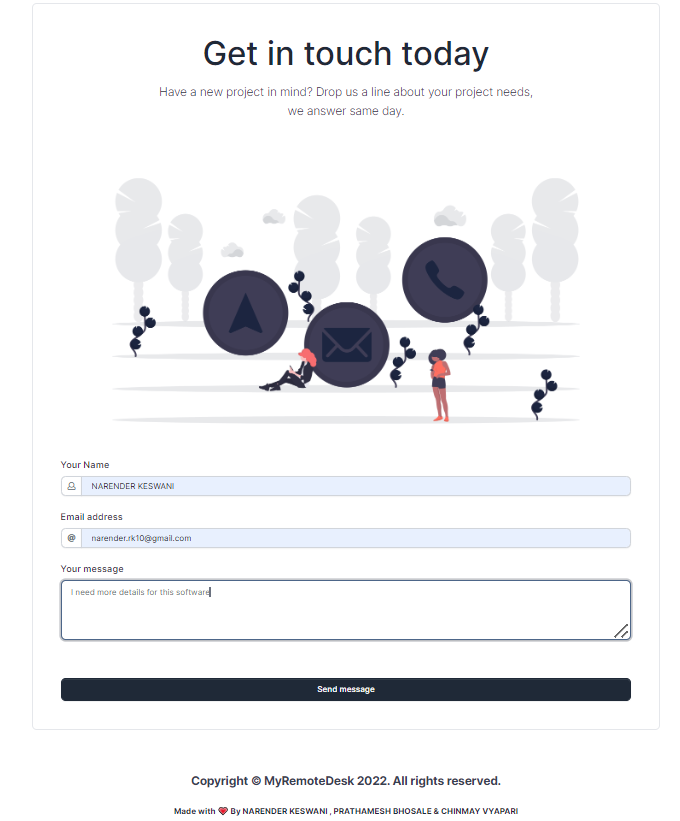 Get in touch today
Have a new project in mind? Drop us a line about your project needs,
we answer same day.
Your Name
NARENDER KESWANI
Email address
@ narender.rk10@gmail.com
Your message
I need more details for this software
Send message
Copyright © MyRemoteDesk 2022. All rights reserved.
Made with ❤️ By NARENDER KESWANI , PRATHAMESH BHOSALE & CHINMAY VYAPARI